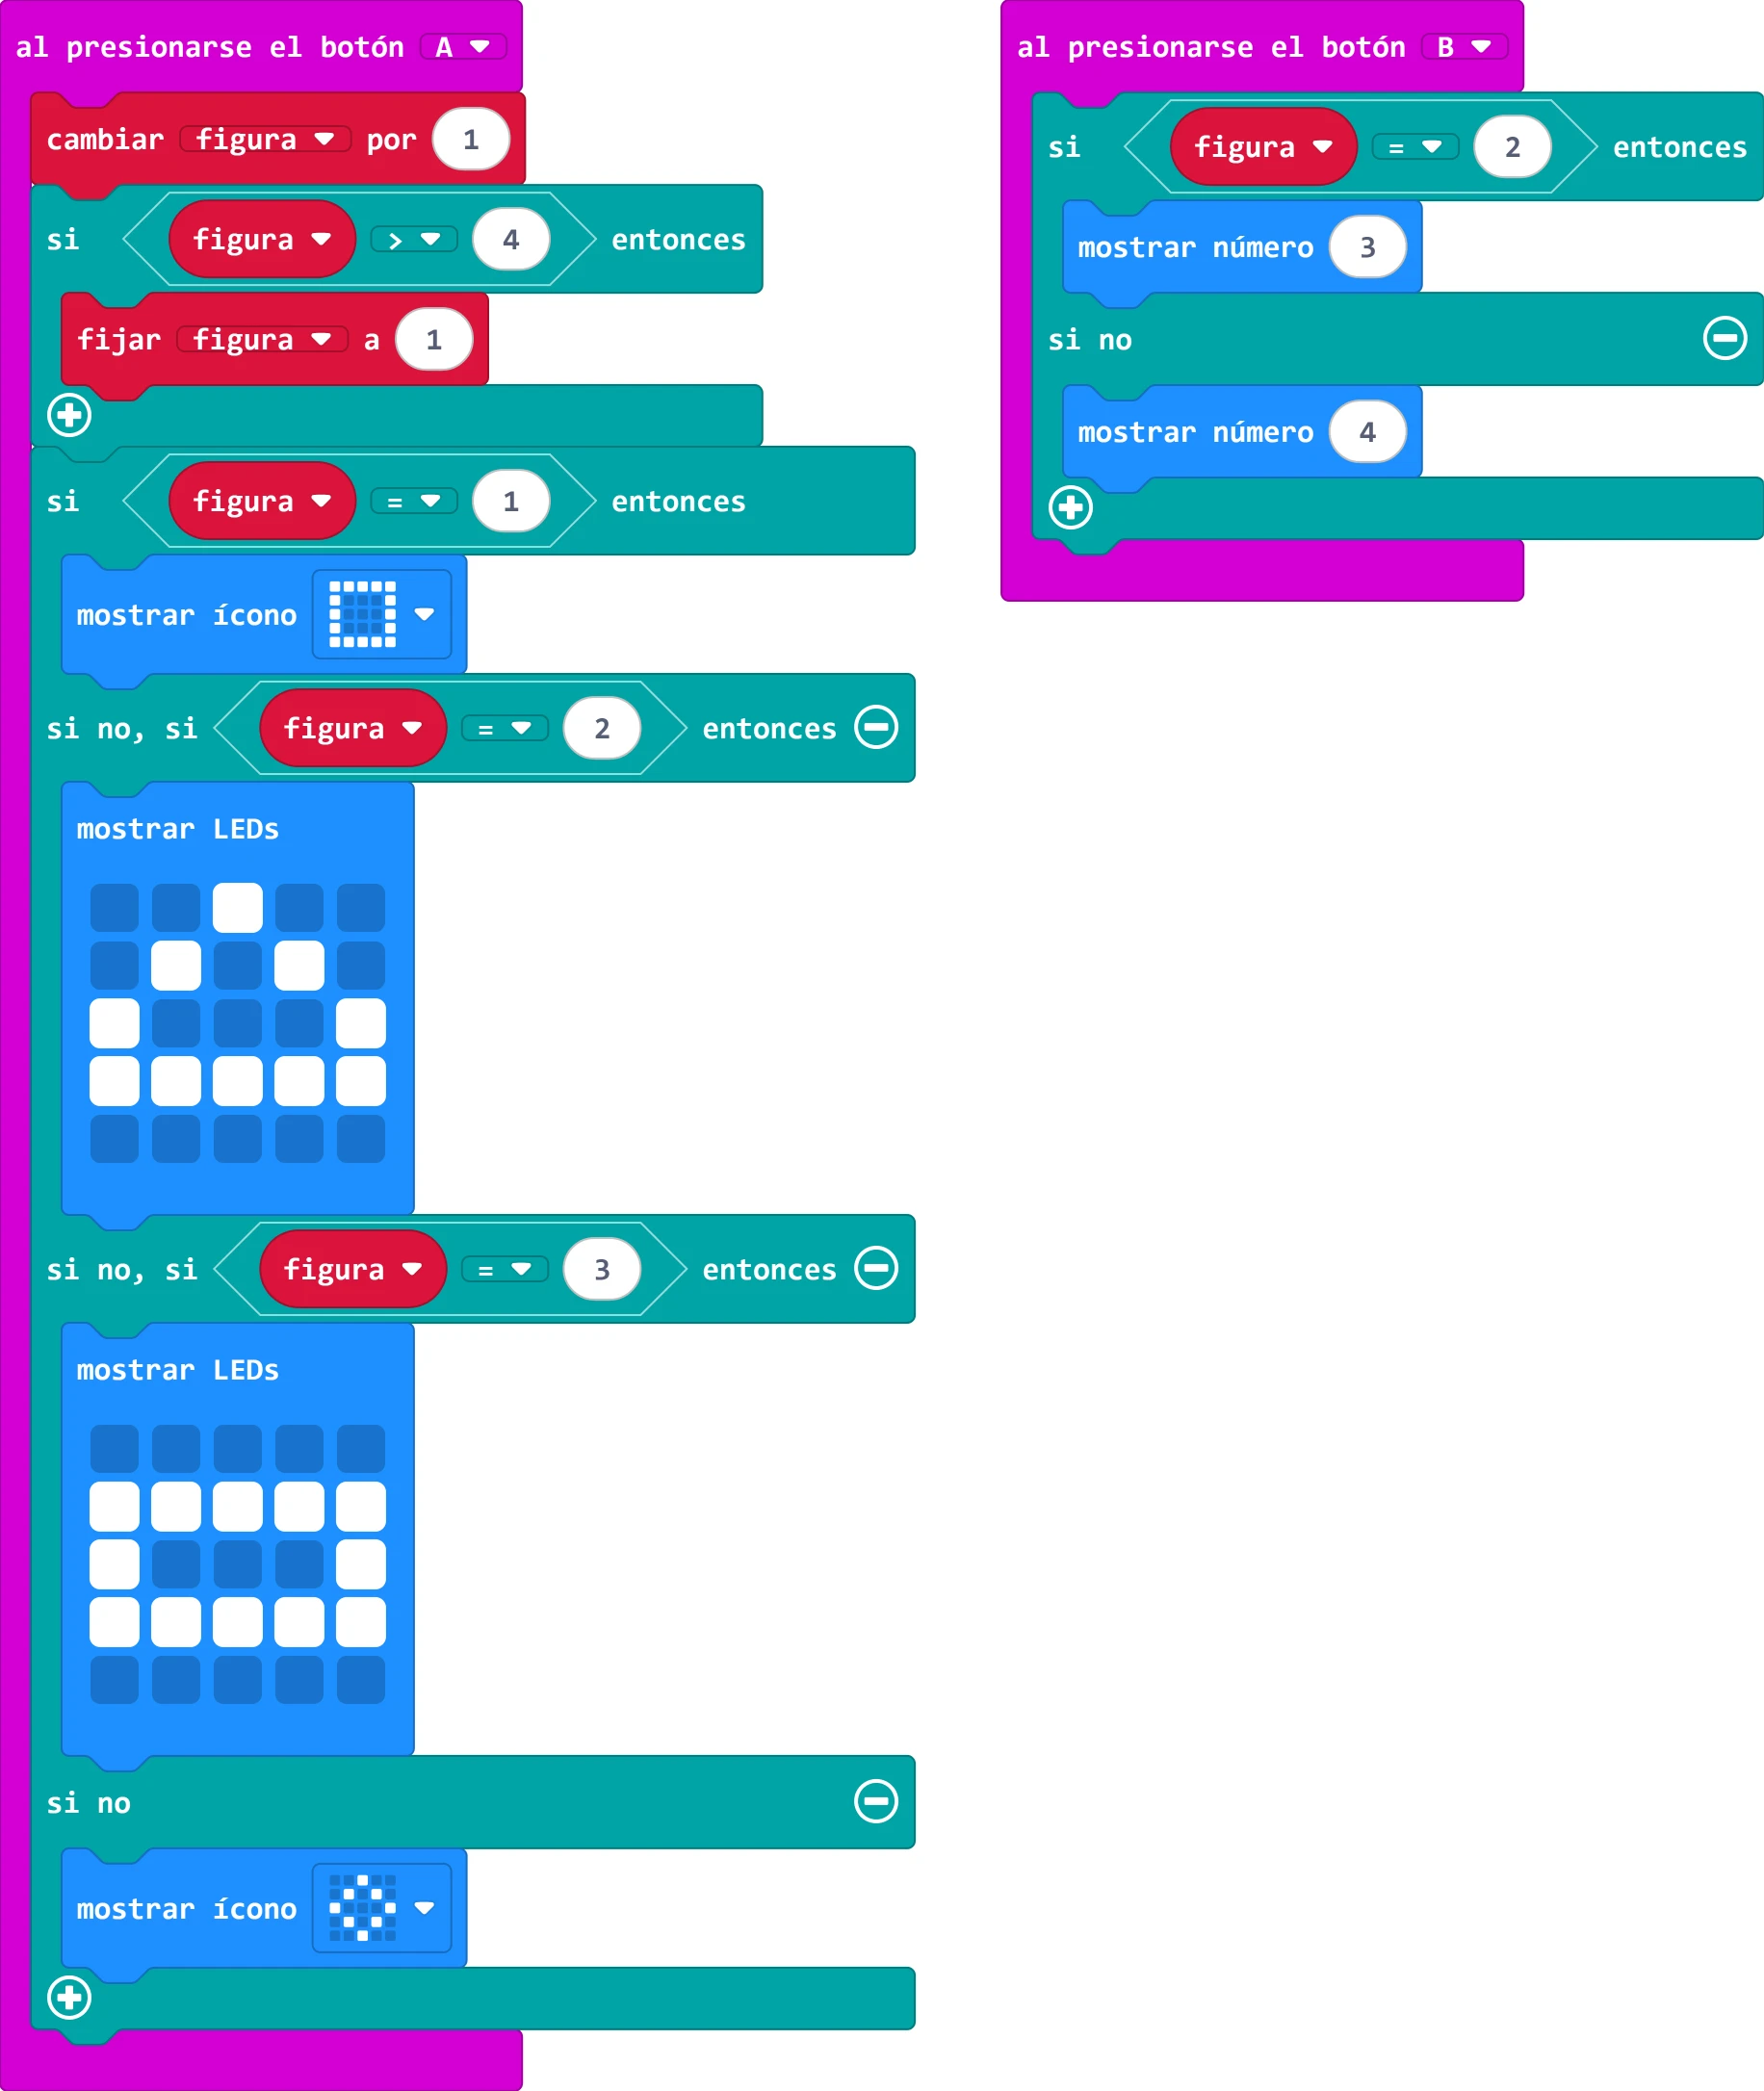 al presionarse el botón A
cambiar figura por 1
si figura > 4 entonces
fijar figura a 1
si figura = 1 entonces
mostrar ícono
si no, si figura = 2 entonces
mostrar LEDs
si no, si figura = 3 entonces
mostrar LEDs
si no
mostrar ícono
al presionarse el botón B
si figura = 2 entonces
mostrar número 3
si no
mostrar número 4